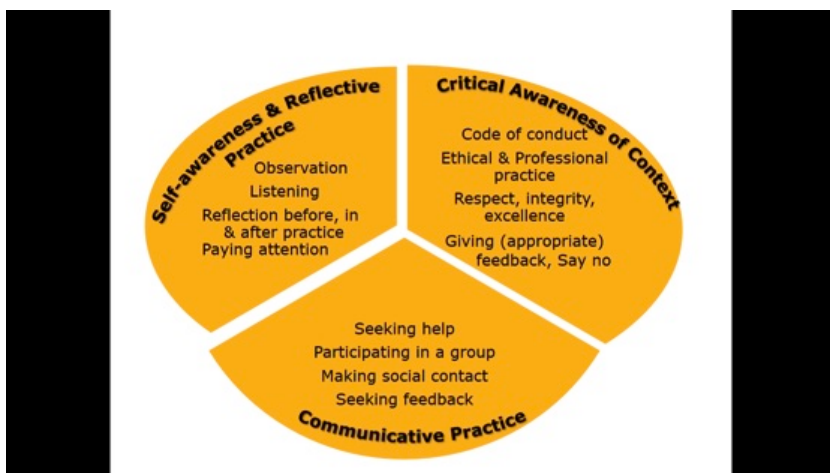 Self-awareness & Reflective
Practice
Observation
Listening
Reflection before, in
& after practice
Paying attention
Critical Awareness of Context
Code of conduct
Ethical & Professional
practice
Respect, integrity,
excellence
Giving (appropriate)
feedback, Say no
Seeking help
Participating in a group
Making social contact
Seeking feedback
Communicative Practice